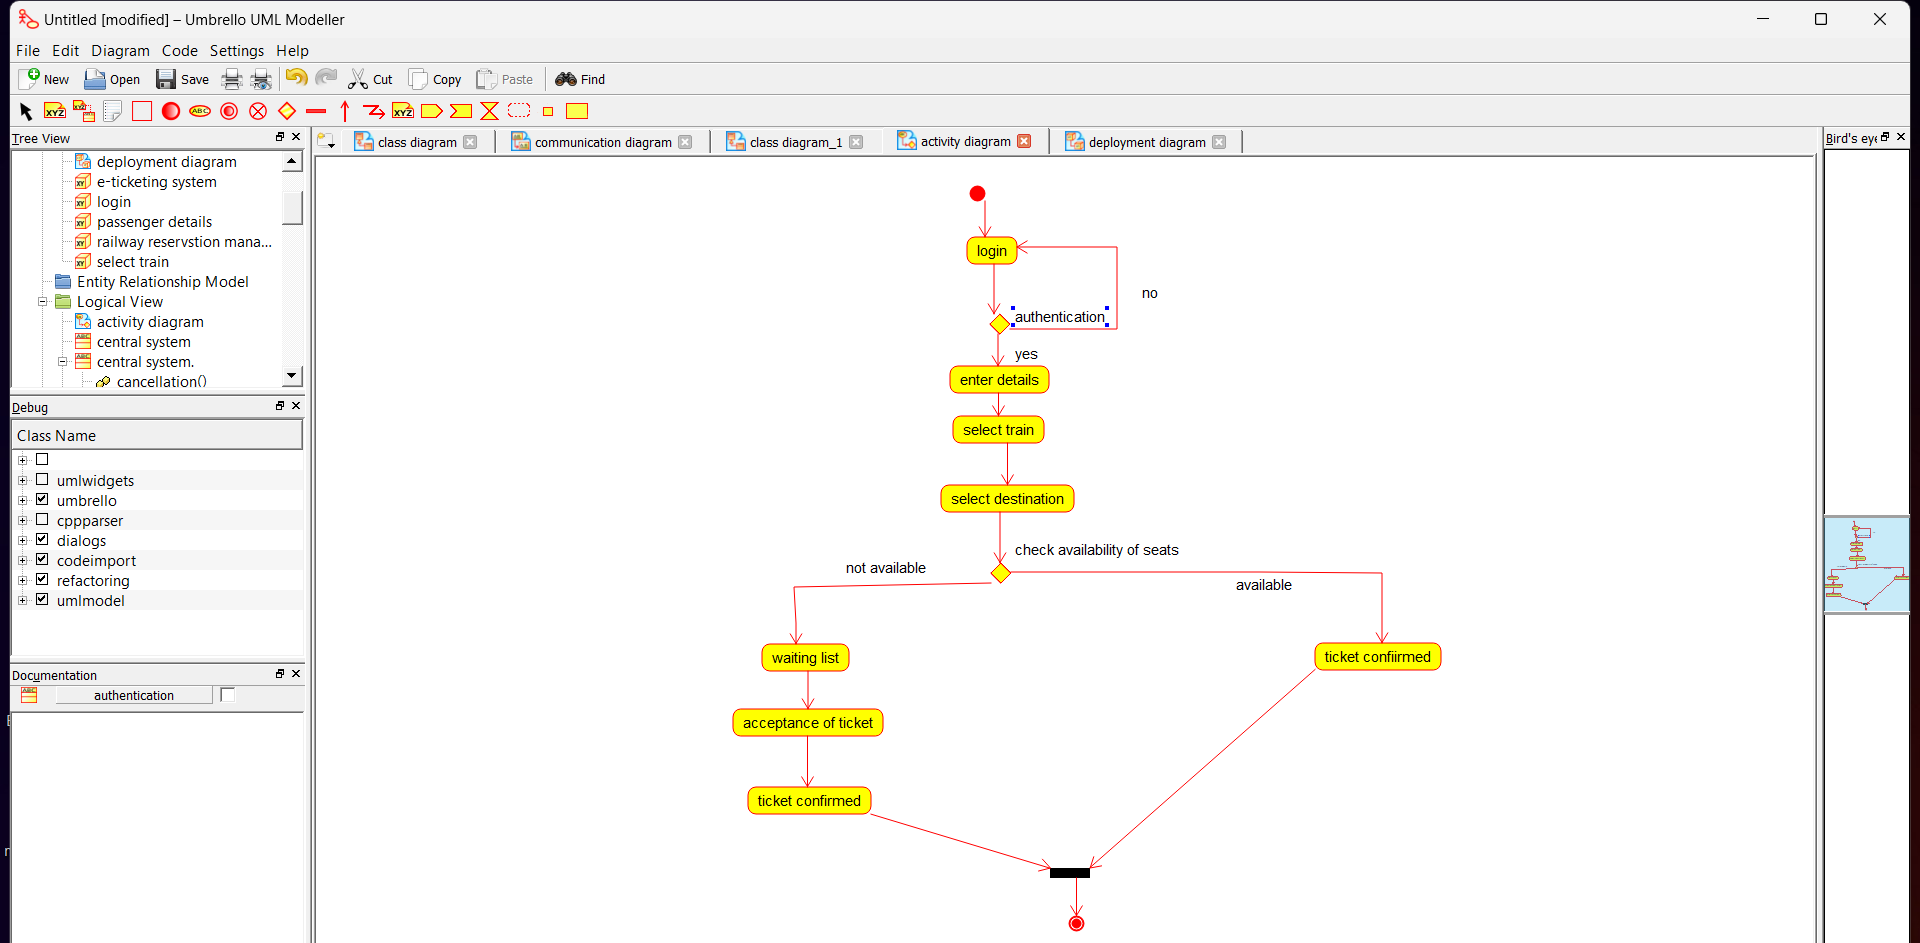 Untitled [modified] – Umbrello UML Modeller
File Edit Diagram Code Settings Help
New Open Save Cut Copy Paste Find
XYZ XYZ ABC XYZ
Tree View
class diagram communication diagram class diagram_1 activity diagram deployment diagram
Bird's eye
deployment diagram
e-ticketing system
login
passenger details
railway reservstion mana...
select train
Entity Relationship Model
Logical View
activity diagram
central system
central system.
cancellation()
Debug
Class Name
umlwidgets
umbrello
cppparser
dialogs
codeimport
refactoring
umlmodel
Documentation
authentication
login
no
authentication
yes
enter details
select train
select destination
check availability of seats
not available
available
waiting list
ticket confiirmed
acceptance of ticket
ticket confirmed